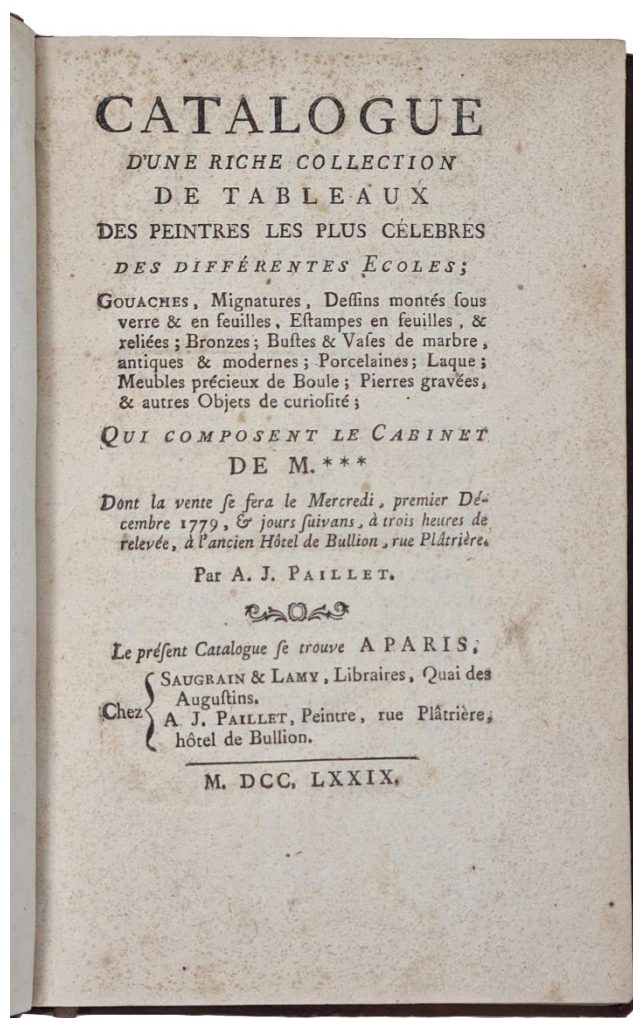 CATALOGUE
D'UNE RICHE COLLECTION
DE TABLEAUX
DES PEINTRES LES PLUS CÉLEBRES
DES DIFFÉRENTES ECOLES;
GOUACHES, Mignatures, Deſſins montés ſous
verre & en feuilles, Eſtampes en feuilles, &
reliées; Bronzes; Buſtes & Vaſes de marbre,
antiques & modernes; Porcelaines; Laque;
Meubles précieux de Boule; Pierres gravées,
& autres Objets de curioſité;
QUI COMPOSENT LE CABINET
DE M. ***
Dont la vente ſe fera le Mercredi, premier Dé-
cembre 1779, & jours ſuivans, à trois heures de
relevée, à l'ancien Hôtel de Bullion, rue Plâtrière.
Par A. J. PAILLET.
Le préſent Catalogue ſe trouve A PARIS,
Chez
SAUGRAIN & LAMY, Libraires, Quai des
Auguſtins.
A. J. PAILLET, Peintre, rue Plâtrière,
hôtel de Bullion.
M. DCC. LXXIX.